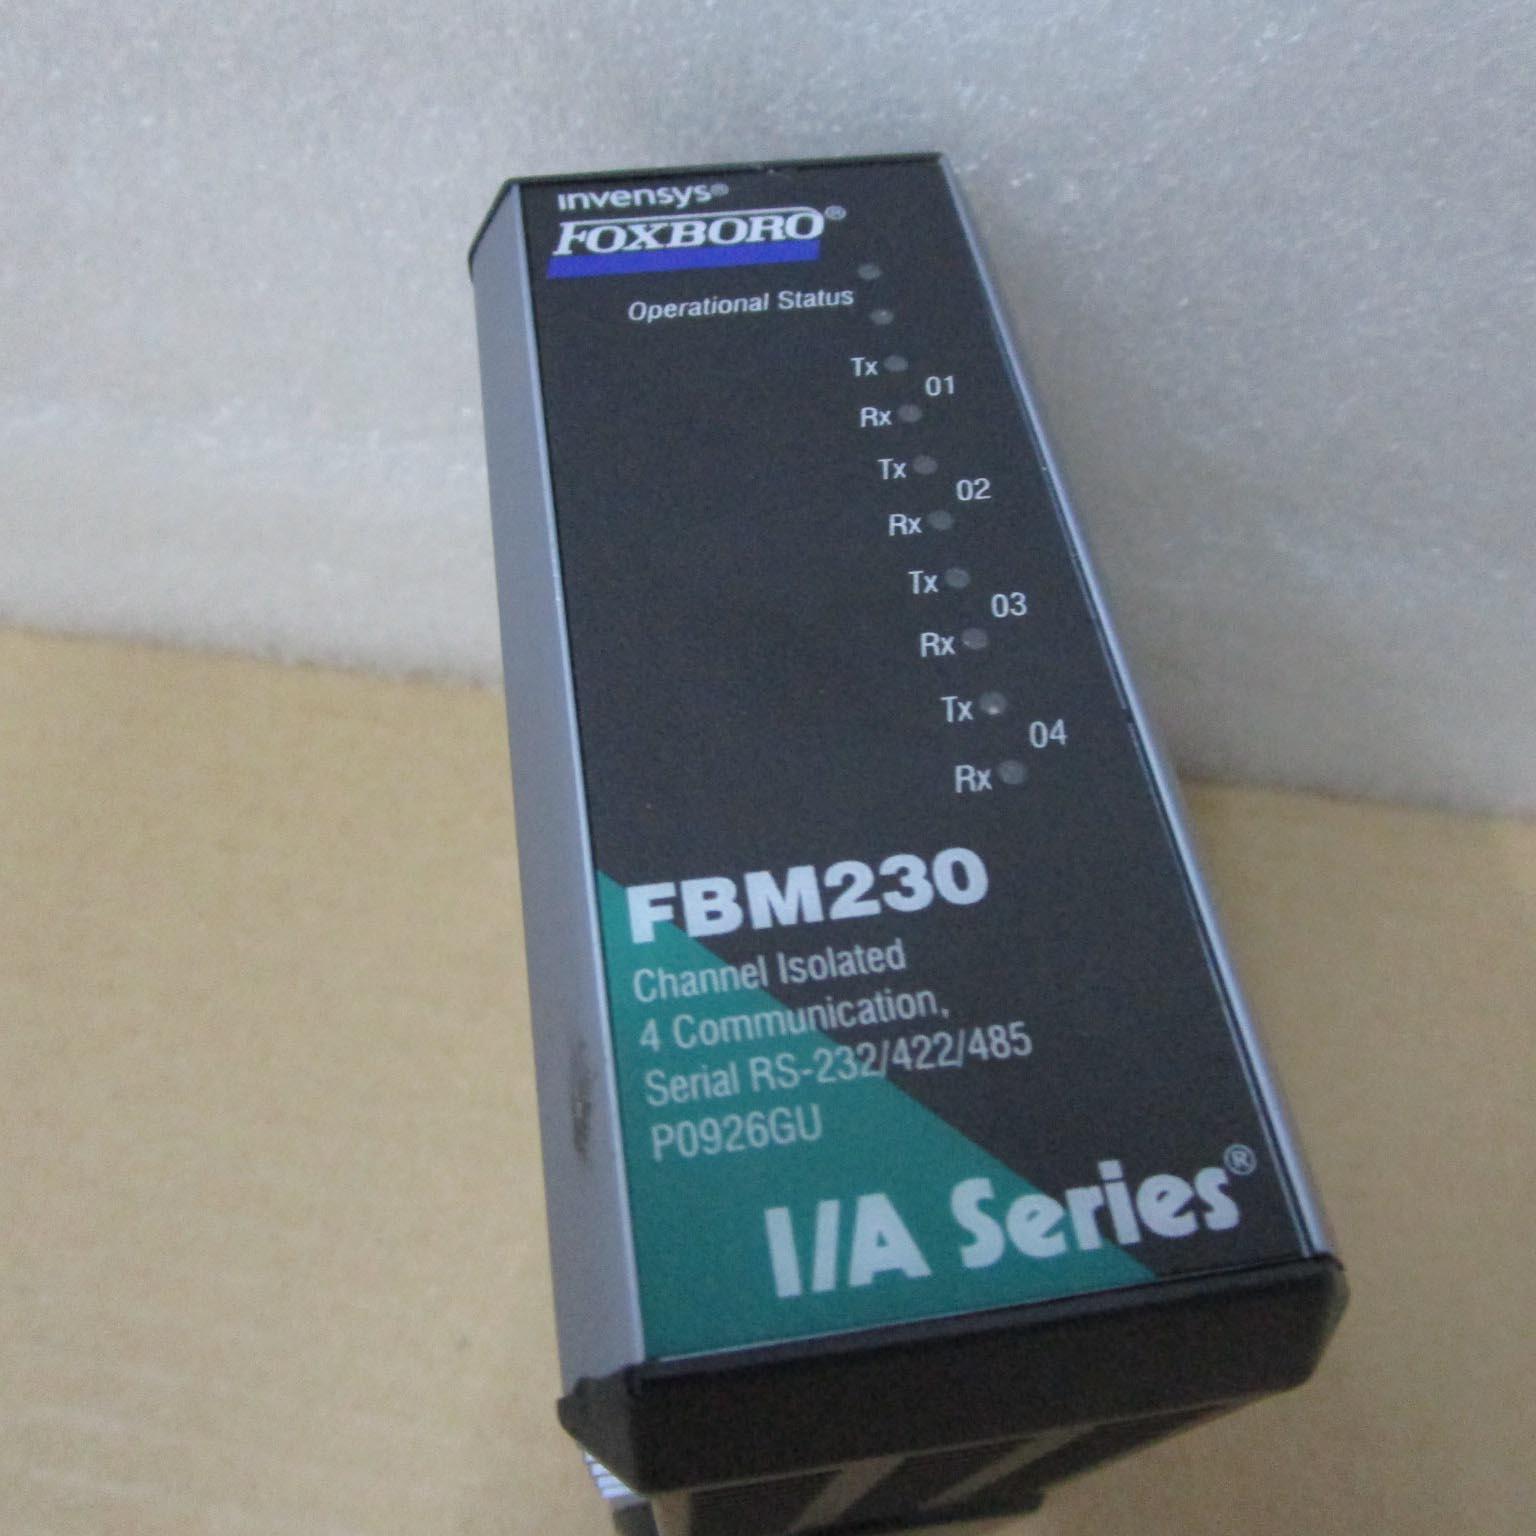 invensys®
FOXBORO®
Operational Status
Tx
01
Rx
Tx
02
Rx
Tx
03
Rx
Tx
04
Rx
FBM230
Channel Isolated
4 Communication,
Serial RS-232/422/485
P0926GU
I/A Series®